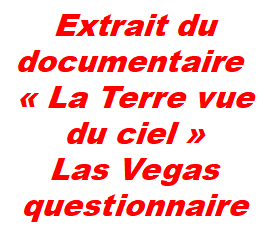 Extrait du
documentaire
« La Terre vue
du ciel »
Las Vegas
questionnaire